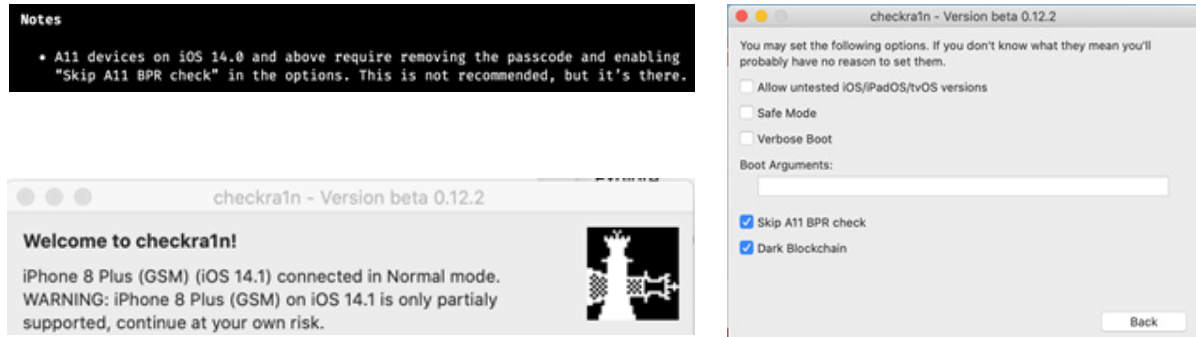 Notes
• A11 devices on iOS 14.0 and above require removing the passcode and enabling
"Skip A11 BPR check" in the options. This is not recommended, but it's there.
checkra1n - Version beta 0.12.2
Welcome to checkra1n!
iPhone 8 Plus (GSM) (iOS 14.1) connected in Normal mode.
WARNING: iPhone 8 Plus (GSM) on iOS 14.1 is only partialy
supported, continue at your own risk.
checkra1n - Version beta 0.12.2
You may set the following options. If you don't know what they mean you'll
probably have no reason to set them.
Allow untested iOS/iPadOS/tvOS versions
Safe Mode
Verbose Boot
Boot Arguments:
Skip A11 BPR check
Dark Blockchain
Back